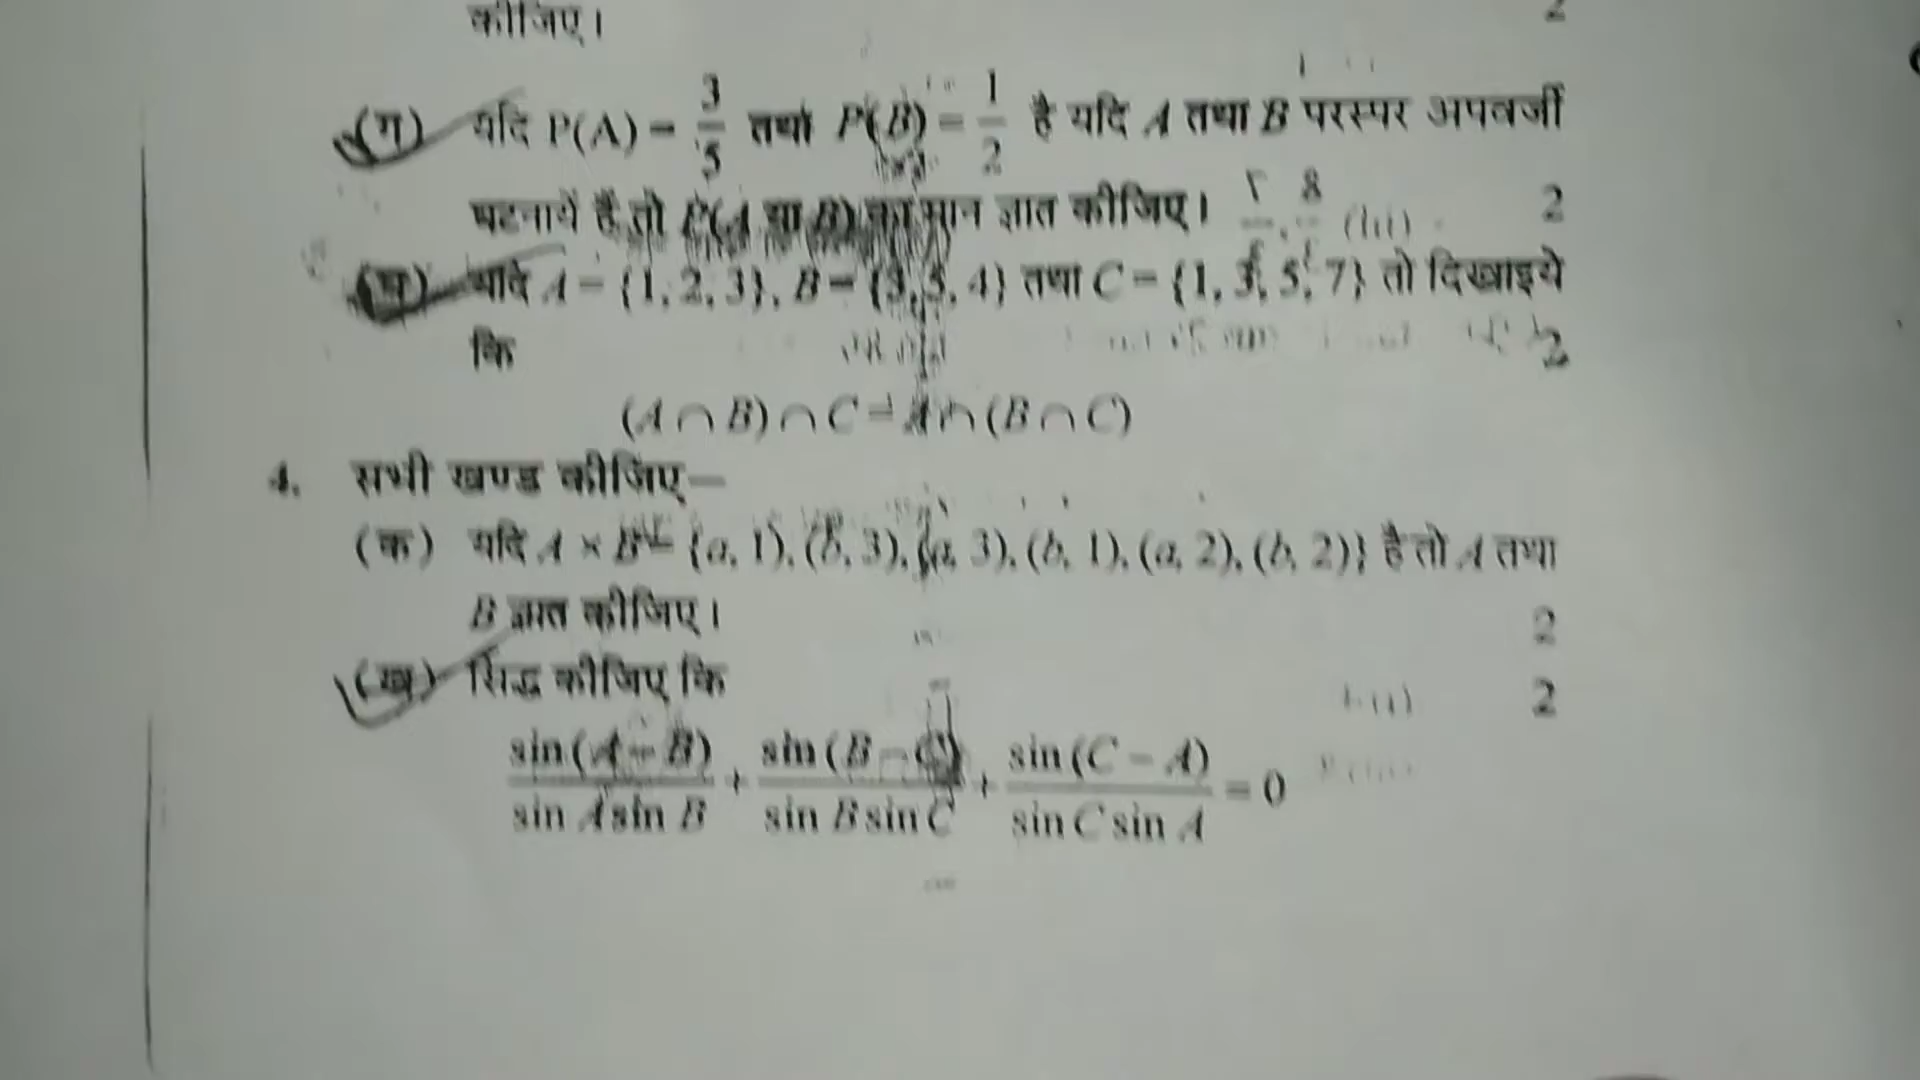 कीजिए। 2
(ग) यदि P(A) = 3/5 तथा P(B) = 1/2 है यदि A तथा B परस्पर अपवर्जी
घटनायें हैं तो P(A या B) का मान ज्ञात कीजिए। 2
(घ) यदि A = {1, 2, 3}, B = {3, 5, 4} तथा C = {1, 3, 5, 7} तो दिखाइये
कि 2
(A ∩ B) ∩ C = A ∩ (B ∩ C)
4. सभी खण्ड कीजिए—
(क) यदि A × B = {a, 1), (b, 3), (a, 3), (b, 1), (a, 2), (b, 2)} है तो A तथा
B ज्ञात कीजिए। 2
(ख) सिद्ध कीजिए कि 2
sin (A − B)/sin A sin B + sin (B − C)/sin B sin C + sin (C − A)/sin C sin A = 0